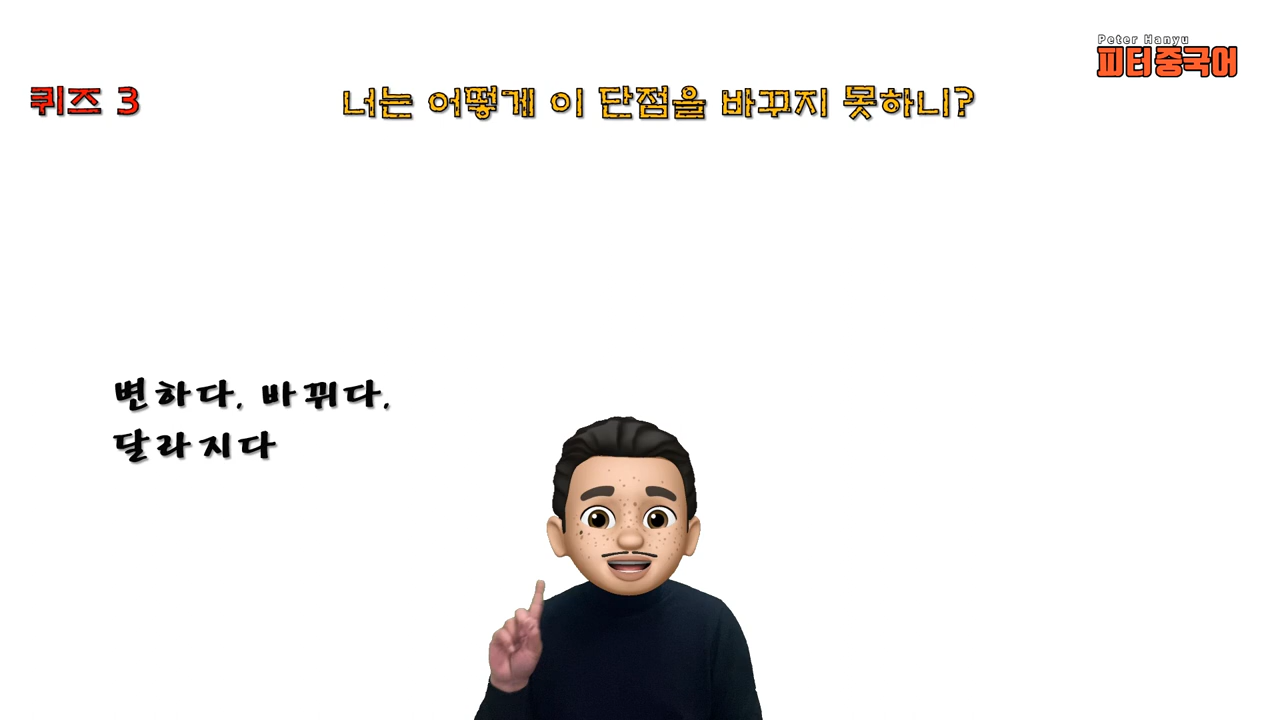 Peter Hanyu
피터중국어
퀴즈 3
너는 어떻게 이 단점을 바꾸지 못하니?
변하다, 바뀌다,
달라지다